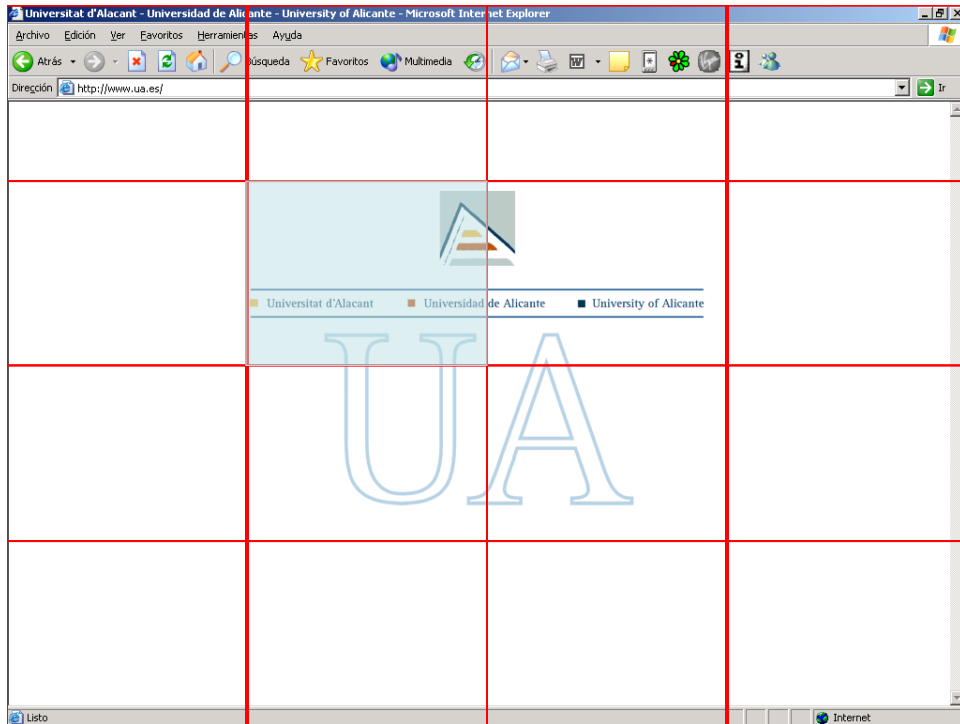 Universitat d'Alacant - Universidad de Alicante - University of Alicante - Microsoft Internet Explorer
Archivo Edición Ver Favoritos Herramientas Ayuda
Atrás Búsqueda Favoritos Multimedia
Dirección http://www.ua.es/ Ir
Universitat d'Alacant Universidad de Alicante University of Alicante
UA
Listo Internet